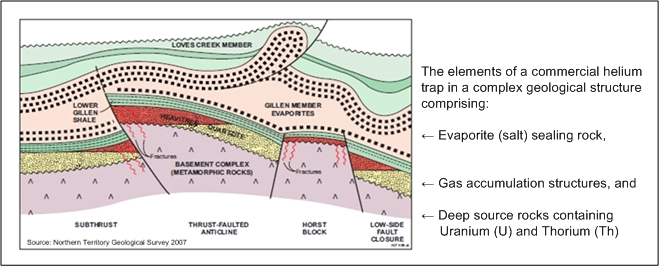 LOVES CREEK MEMBER
LOWER
GILLEN
SHALE
GILLEN MEMBER
EVAPORITES
HEAVITREE QUARTZITE
Fractures
BASEMENT COMPLEX
(METAMORPHIC ROCKS)
Fractures
SUBTHRUST
THRUST-FAULTED
ANTICLINE
HORST
BLOCK
LOW-SIDE
FAULT
CLOSURE
Source: Northern Territory Geological Survey 2007
The elements of a commercial helium
trap in a complex geological structure
comprising:
← Evaporite (salt) sealing rock,
← Gas accumulation structures, and
← Deep source rocks containing
Uranium (U) and Thorium (Th)